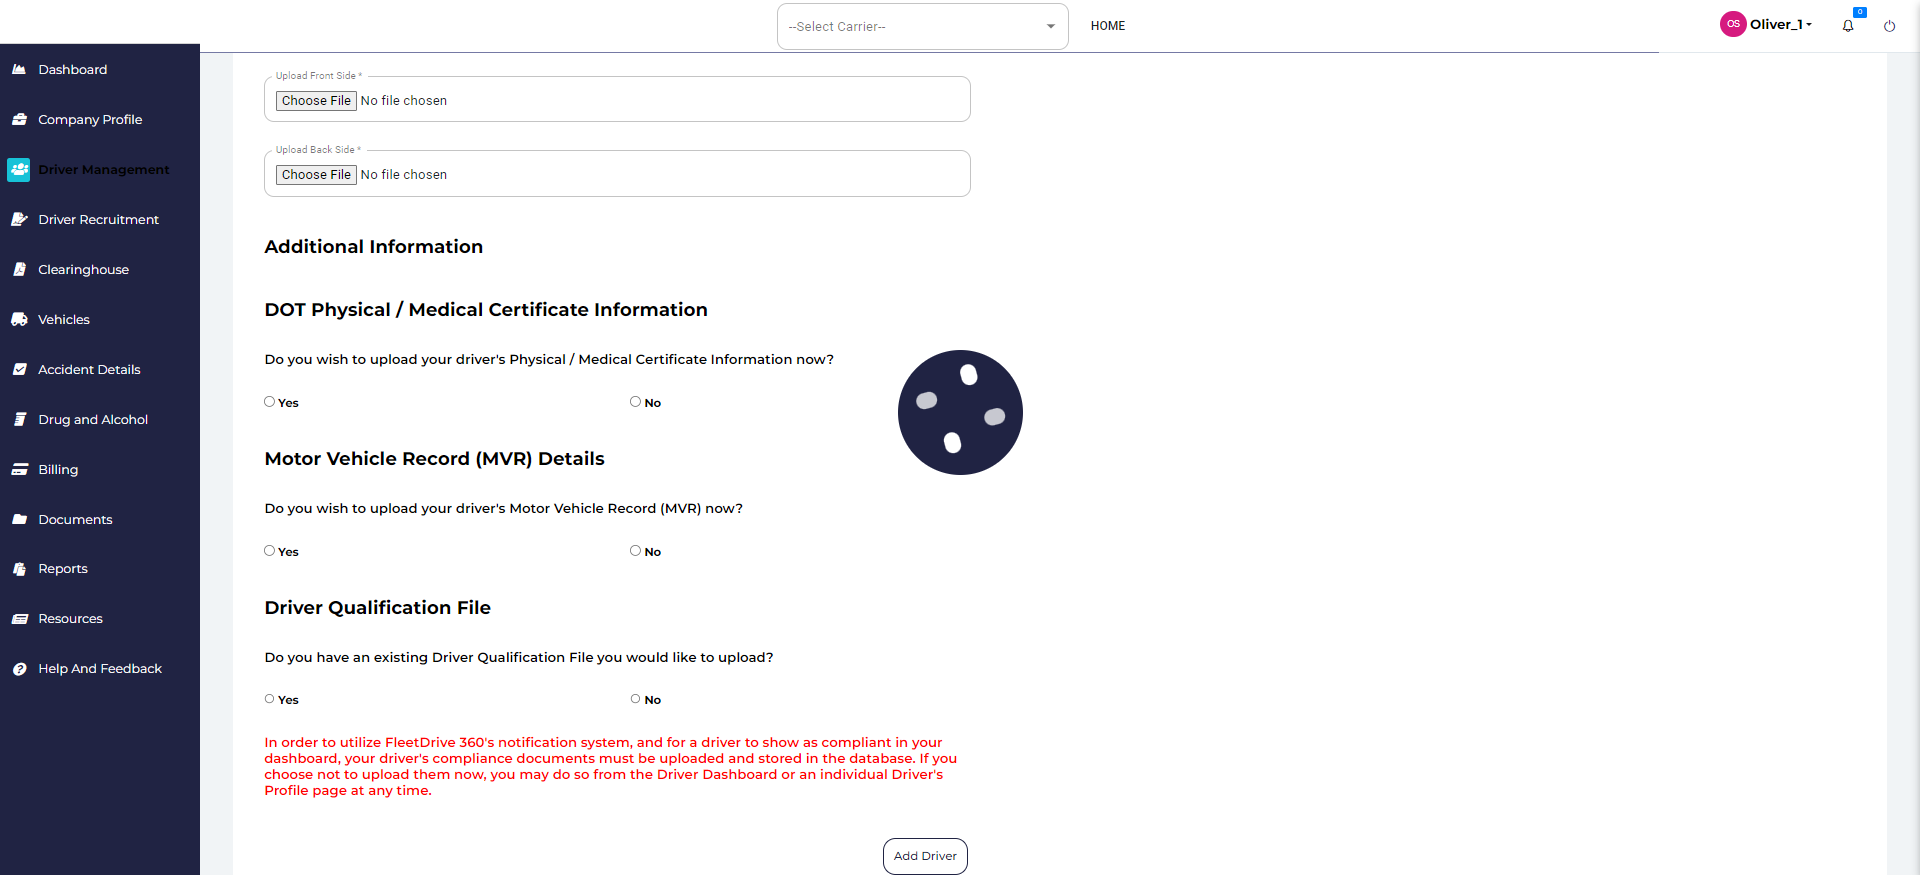 --Select Carrier--
HOME
OS
Oliver_1
0
Dashboard
Company Profile
Driver Management
Driver Recruitment
Clearinghouse
Vehicles
Accident Details
Drug and Alcohol
Billing
Documents
Reports
Resources
Help And Feedback
Upload Front Side *
Choose File No file chosen
Upload Back Side *
Choose File No file chosen
Additional Information
DOT Physical / Medical Certificate Information
Do you wish to upload your driver's Physical / Medical Certificate Information now?
Yes
No
Motor Vehicle Record (MVR) Details
Do you wish to upload your driver's Motor Vehicle Record (MVR) now?
Yes
No
Driver Qualification File
Do you have an existing Driver Qualification File you would like to upload?
Yes
No
In order to utilize FleetDrive 360's notification system, and for a driver to show as compliant in your
dashboard, your driver's compliance documents must be uploaded and stored in the database. If you
choose not to upload them now, you may do so from the Driver Dashboard or an individual Driver's
Profile page at any time.
Add Driver